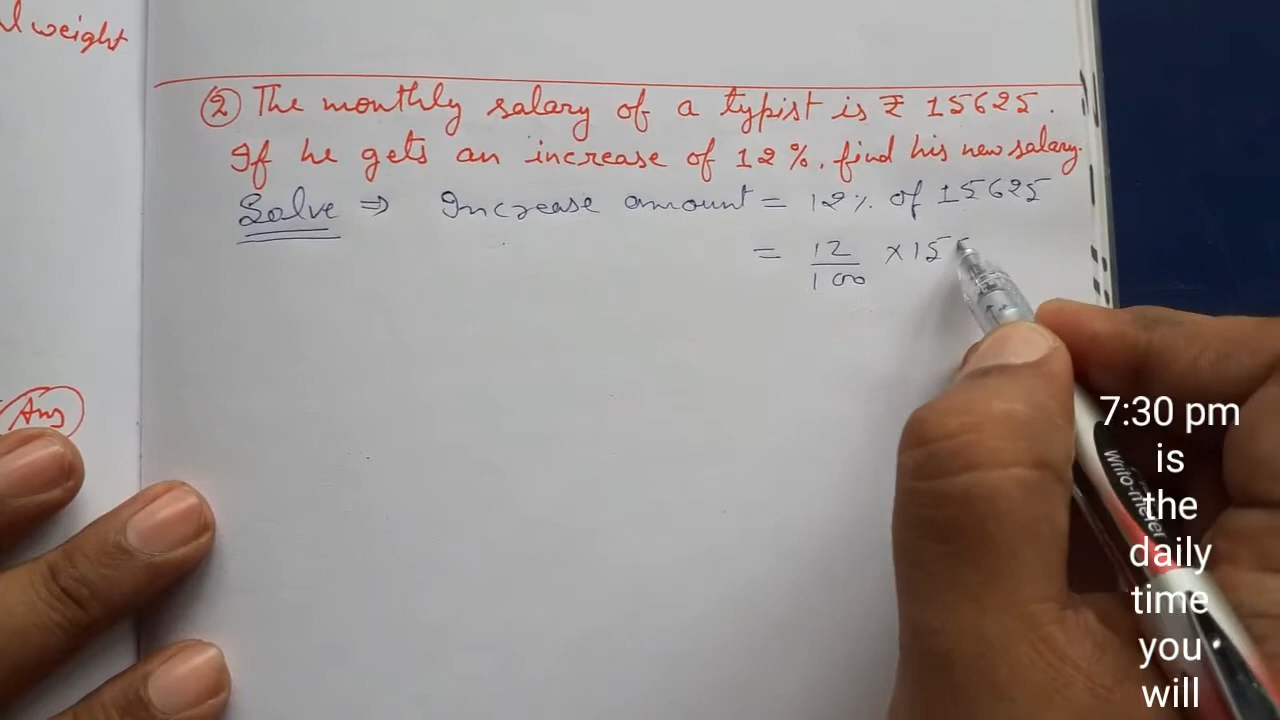 l weight
② The monthly salary of a typist is ₹ 15625.
If he gets an increase of 12%, find his new salary.
Solve ⇒ Increase amount = 12% of 15625
= 12/100 × 15
Ans
7:30 pm
is
the
daily
time
you
will
Write-meter